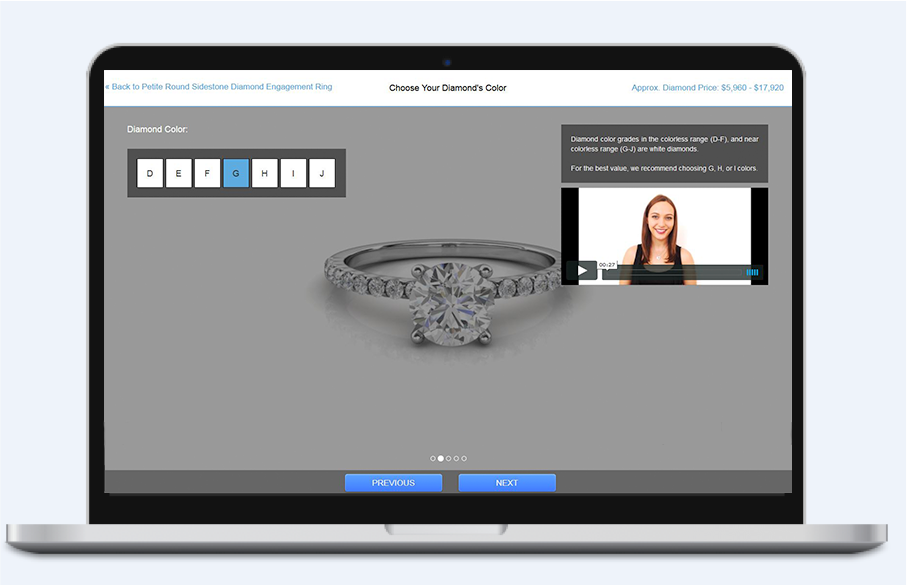 « Back to Petite Round Sidestone Diamond Engagement Ring
Choose Your Diamond's Color
Approx. Diamond Price: $5,960 - $17,920
Diamond Color:
D E F G H I J
Diamond color grades in the colorless range (D-F), and near
colorless range (G-J) are white diamonds.
For the best value, we recommend choosing G, H, or I colors.
00:27
PREVIOUS
NEXT